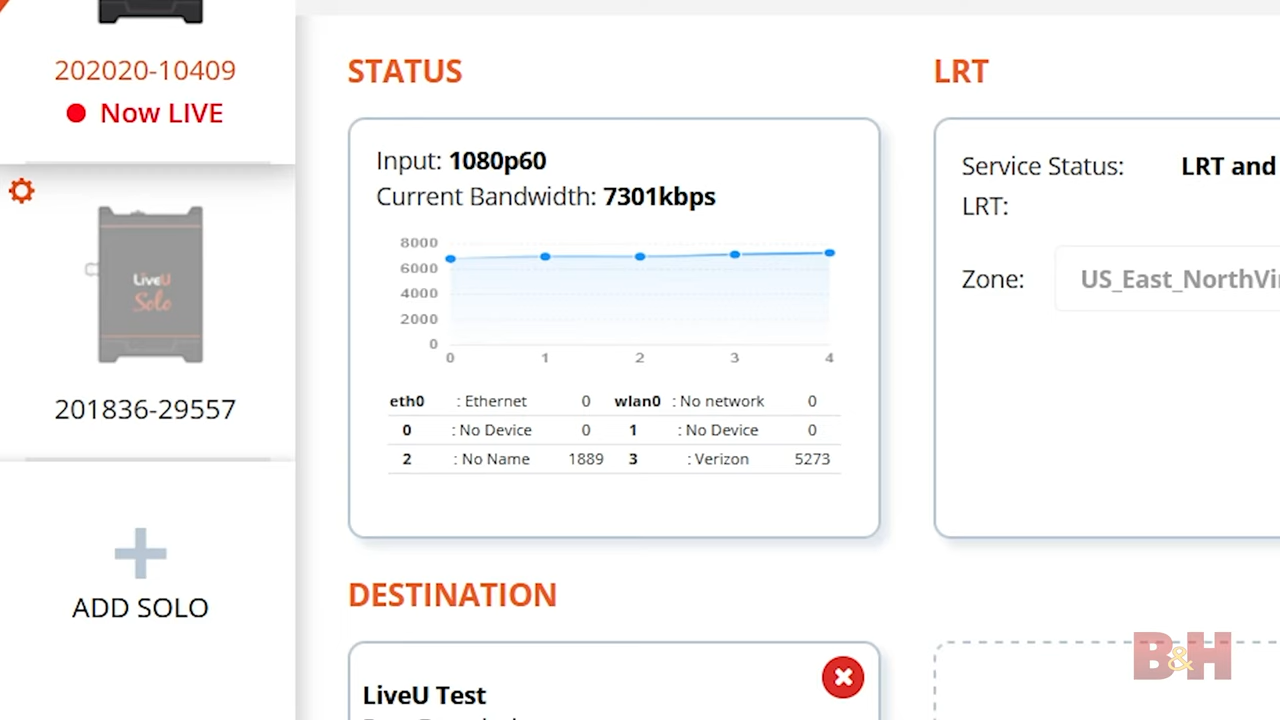 202020-10409
Now LIVE
LiveU
Solo
201836-29557
ADD SOLO
STATUS
Input: 1080p60
Current Bandwidth: 7301kbps
8000
6000
4000
2000
0
0 1 2 3 4
eth0 : Ethernet 0 wlan0 : No network 0
0 : No Device 0 1 : No Device 0
2 : No Name 1889 3 : Verizon 5273
LRT
Service Status: LRT and
LRT:
Zone: US_East_NorthVi
DESTINATION
LiveU Test
B&H